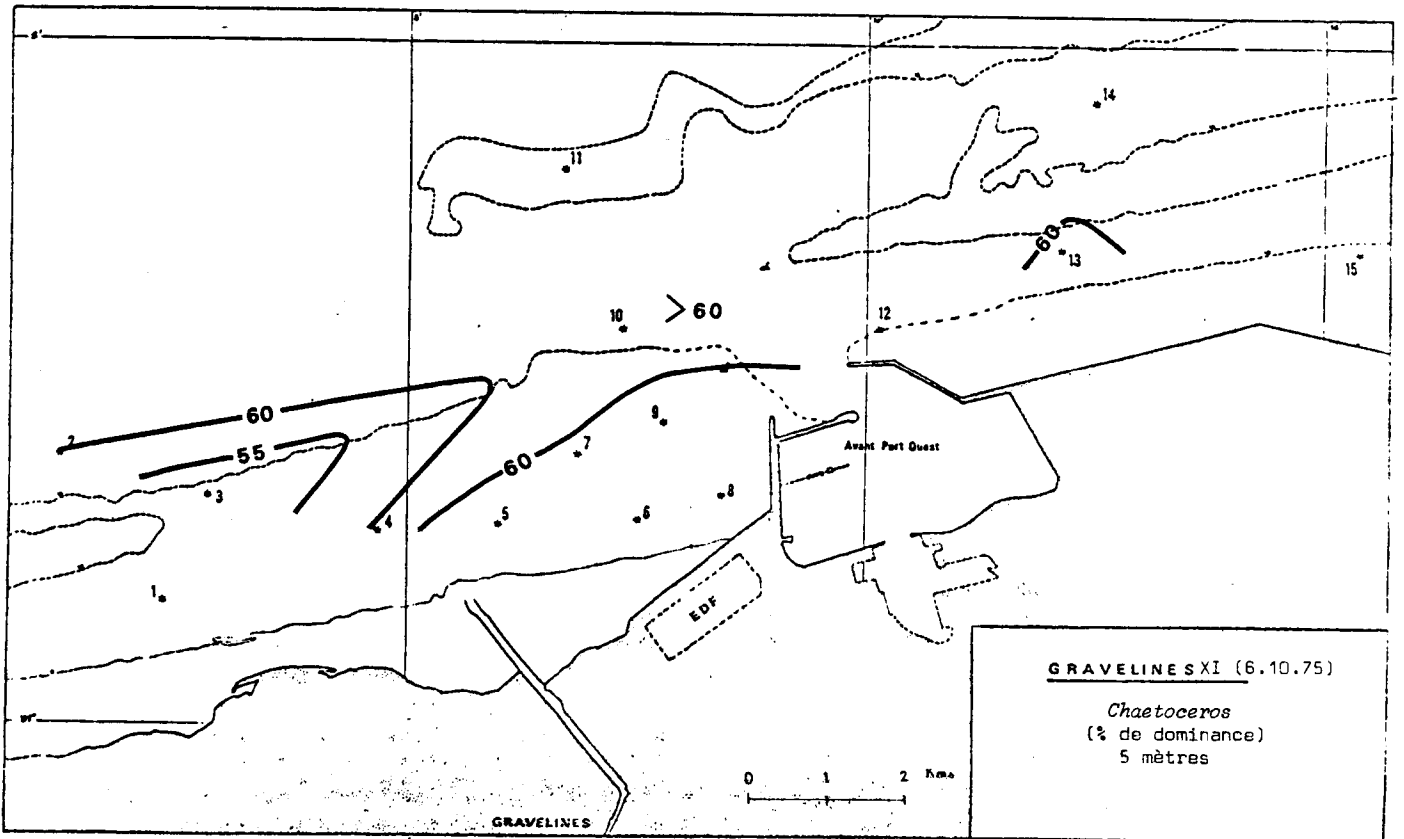 14
11
60
13
15
12
10
>60
60
2
9
7
55
60
Avant Port Ouest
3
8
4
5
6
1
EDF
GRAVELINES XI (6.10.75)
Chaetoceros
(% de dominance)
5 mètres
0 1 2 Kms
GRAVELINES